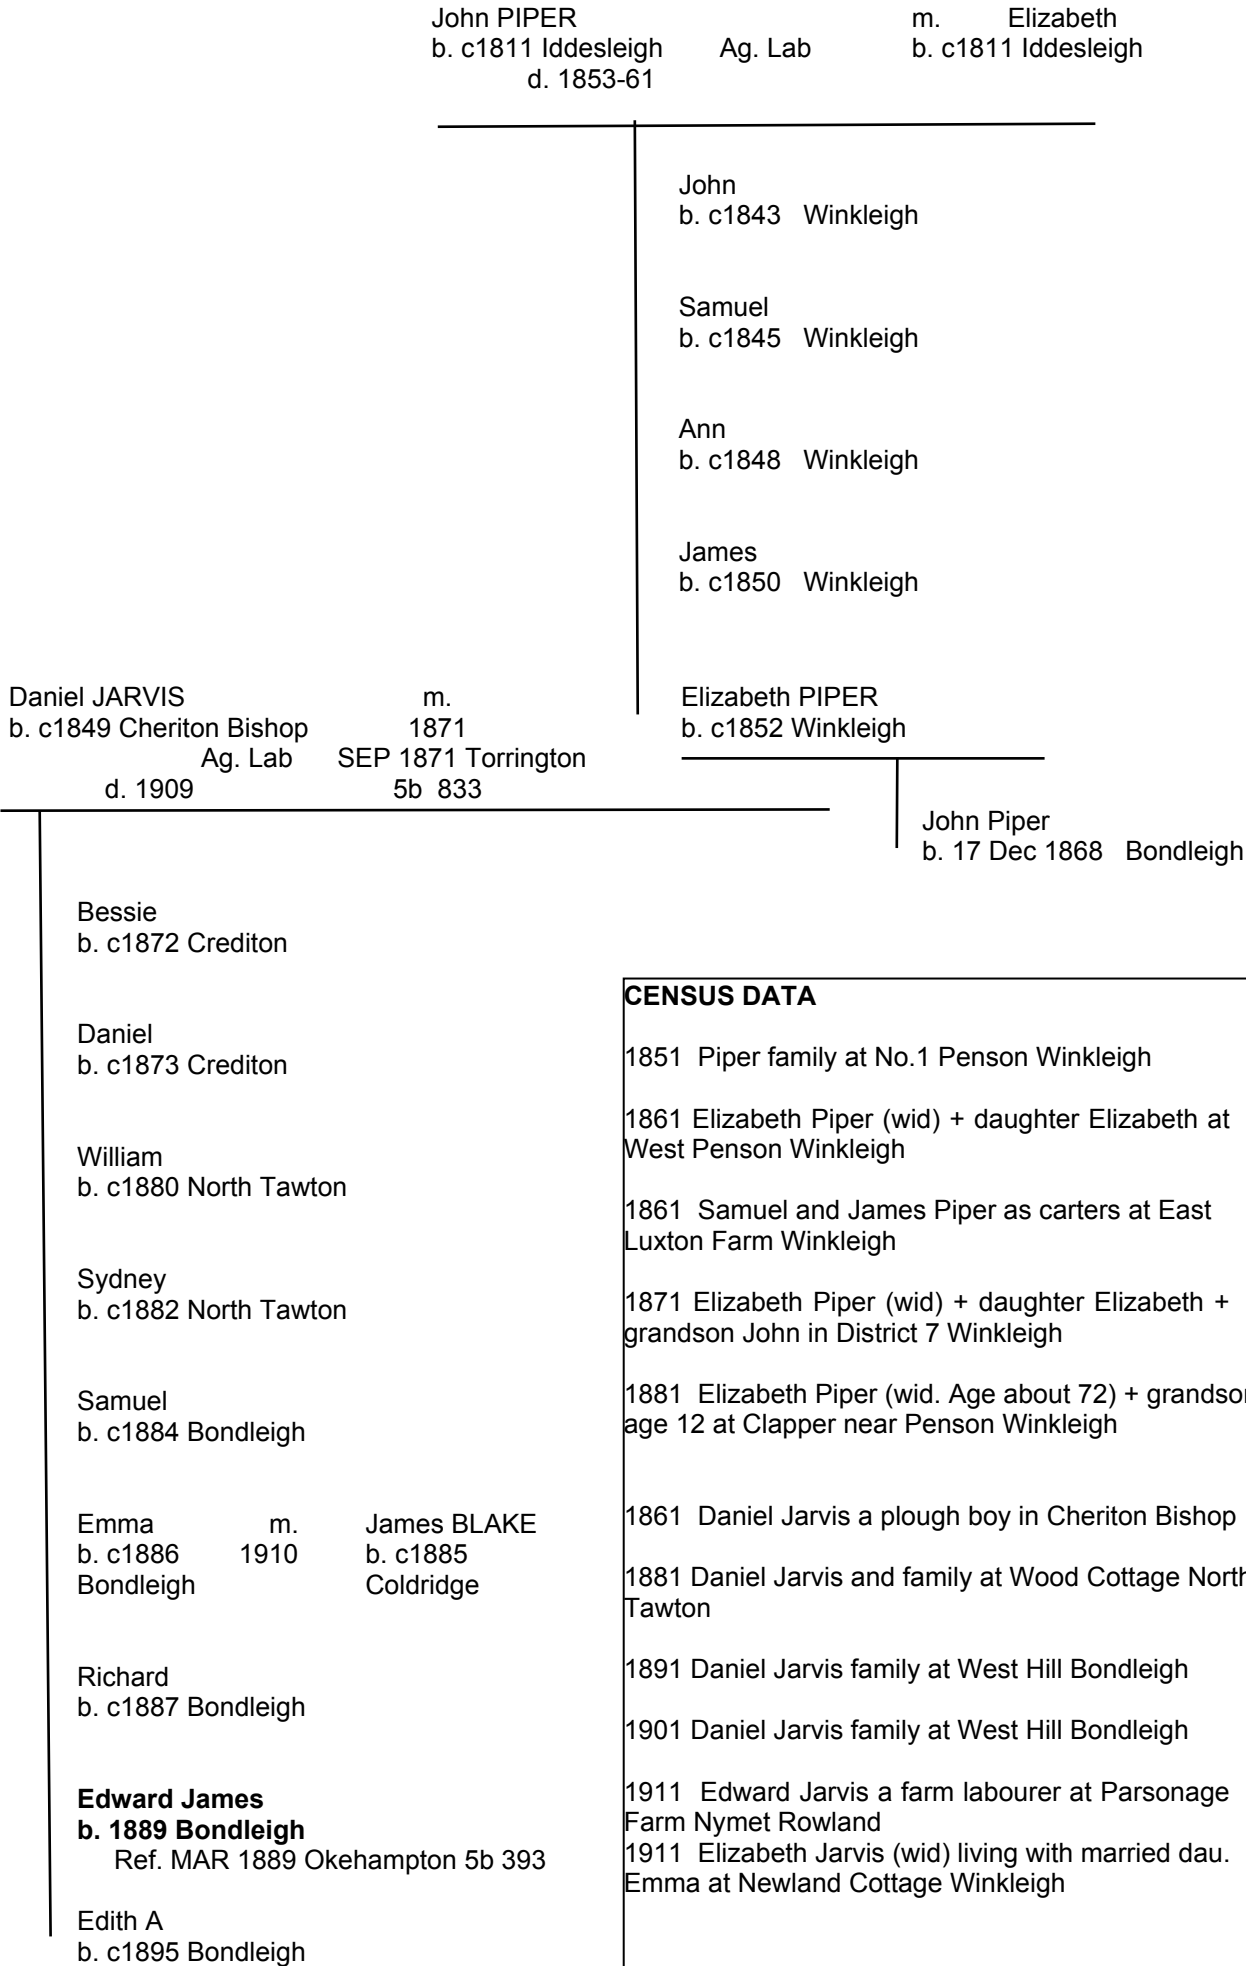 John PIPER m. Elizabeth
b. c1811 Iddesleigh Ag. Lab b. c1811 Iddesleigh
d. 1853-61
John
b. c1843 Winkleigh
Samuel
b. c1845 Winkleigh
Ann
b. c1848 Winkleigh
James
b. c1850 Winkleigh
Daniel JARVIS m. Elizabeth PIPER
b. c1849 Cheriton Bishop 1871 b. c1852 Winkleigh
Ag. Lab SEP 1871 Torrington
d. 1909 5b 833
John Piper
b. 17 Dec 1868 Bondleigh
Bessie
b. c1872 Crediton
Daniel
b. c1873 Crediton
William
b. c1880 North Tawton
Sydney
b. c1882 North Tawton
Samuel
b. c1884 Bondleigh
Emma m. James BLAKE
b. c1886 1910 b. c1885
Bondleigh Coldridge
Richard
b. c1887 Bondleigh
Edward James
b. 1889 Bondleigh
Ref. MAR 1889 Okehampton 5b 393
Edith A
b. c1895 Bondleigh
CENSUS DATA
1851 Piper family at No.1 Penson Winkleigh
1861 Elizabeth Piper (wid) + daughter Elizabeth at
West Penson Winkleigh
1861 Samuel and James Piper as carters at East
Luxton Farm Winkleigh
1871 Elizabeth Piper (wid) + daughter Elizabeth +
grandson John in District 7 Winkleigh
1881 Elizabeth Piper (wid. Age about 72) + grandson
age 12 at Clapper near Penson Winkleigh
1861 Daniel Jarvis a plough boy in Cheriton Bishop
1881 Daniel Jarvis and family at Wood Cottage North
Tawton
1891 Daniel Jarvis family at West Hill Bondleigh
1901 Daniel Jarvis family at West Hill Bondleigh
1911 Edward Jarvis a farm labourer at Parsonage
Farm Nymet Rowland
1911 Elizabeth Jarvis (wid) living with married dau.
Emma at Newland Cottage Winkleigh